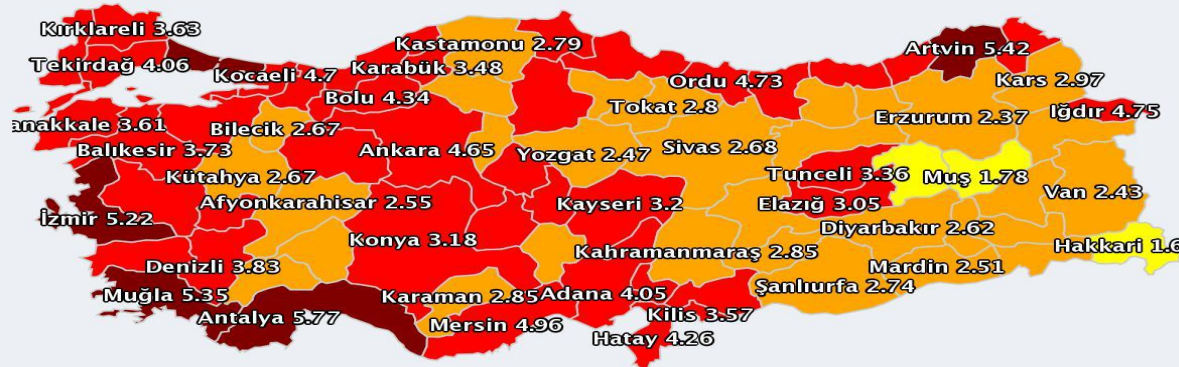 Kırklareli 3.63
Tekirdağ 4.06
Kocaeli 4.7
Kastamonu 2.79
Karabük 3.48
Bolu 4.34
Ordu 4.73
Artvin 5.42
Kars 2.97
Tokat 2.8
Erzurum 2.37
Iğdır 4.75
anakkale 3.61
Bilecik 2.67
Balıkesir 3.73
Ankara 4.65
Yozgat 2.47
Sivas 2.68
Kütahya 2.67
Tunceli 3.36
Muş 1.78
Van 2.43
İzmir 5.22
Afyonkarahisar 2.55
Kayseri 3.2
Elazığ 3.05
Diyarbakır 2.62
Konya 3.18
Kahramanmaraş 2.85
Hakkari 1.6
Denizli 3.83
Mardin 2.51
Muğla 5.35
Karaman 2.85
Adana 4.05
Şanlıurfa 2.74
Antalya 5.77
Mersin 4.96
Kilis 3.57
Hatay 4.26